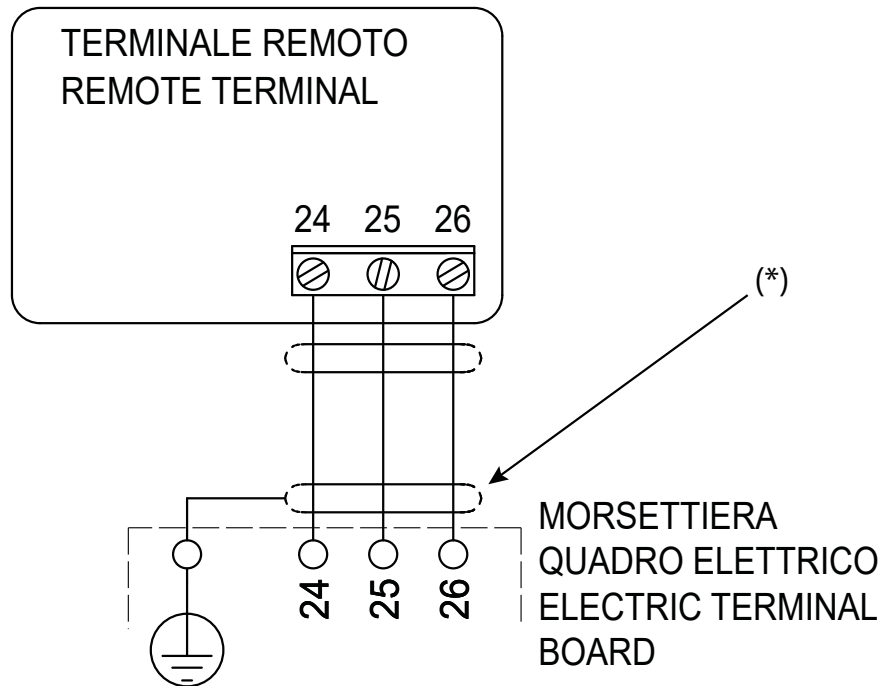 TERMINALE REMOTO
REMOTE TERMINAL
24 25 26
(*)
24 25 26
MORSETTIERA
QUADRO ELETTRICO
ELECTRIC TERMINAL
BOARD